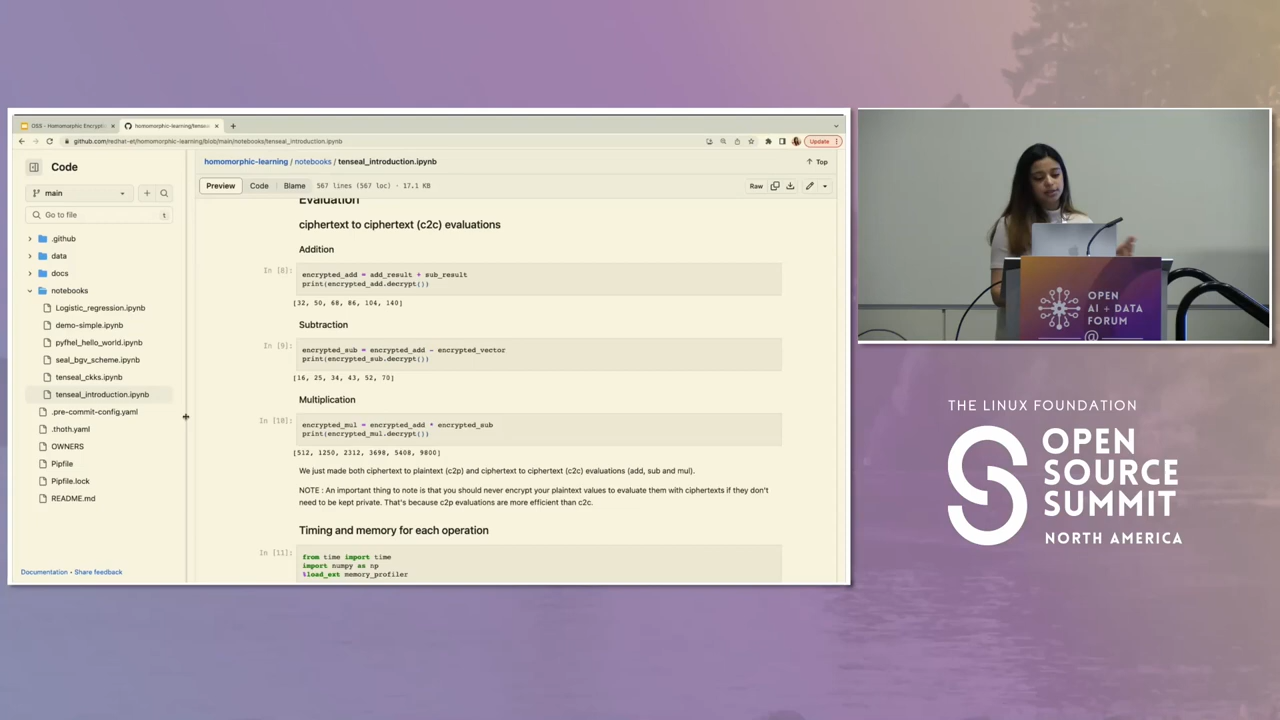 OSS - Homomorphic Encrypti
homomorphic-learning/tense
github.com/redhat-et/homomorphic-learning/blob/main/notebooks/tenseal_introduction.ipynb
Update
Code
homomorphic-learning / notebooks / tenseal_introduction.ipynb
Top
main
Preview
Code
Blame
567 lines (567 loc) · 17.1 KB
Raw
Go to file
t
.github
data
docs
notebooks
Logistic_regression.ipynb
demo-simple.ipynb
pyfhel_hello_world.ipynb
seal_bgv_scheme.ipynb
tenseal_ckks.ipynb
tenseal_introduction.ipynb
.pre-commit-config.yaml
.thoth.yaml
OWNERS
Pipfile
Pipfile.lock
README.md
Documentation • Share feedback
Evaluation
ciphertext to ciphertext (c2c) evaluations
Addition
In [8]:
encrypted_add = add_result + sub_result
print(encrypted_add.decrypt())
[32, 50, 68, 86, 104, 140]
Subtraction
In [9]:
encrypted_sub = encrypted_add - encrypted_vector
print(encrypted_sub.decrypt())
[16, 25, 34, 43, 52, 70]
Multiplication
In [10]:
encrypted_mul = encrypted_add * encrypted_sub
print(encrypted_mul.decrypt())
[512, 1250, 2312, 3698, 5408, 9800]
We just made both ciphertext to plaintext (c2p) and ciphertext to ciphertext (c2c) evaluations (add, sub and mul).
NOTE : An important thing to note is that you should never encrypt your plaintext values to evaluate them with ciphertexts if they don't
need to be kept private. That's because c2p evaluations are more efficient than c2c.
Timing and memory for each operation
In [11]:
from time import time
import numpy as np
%load_ext memory_profiler
OPEN
AI + DATA
FORUM
@
THE LINUX FOUNDATION
OPEN
SOURCE
SUMMIT
NORTH AMERICA